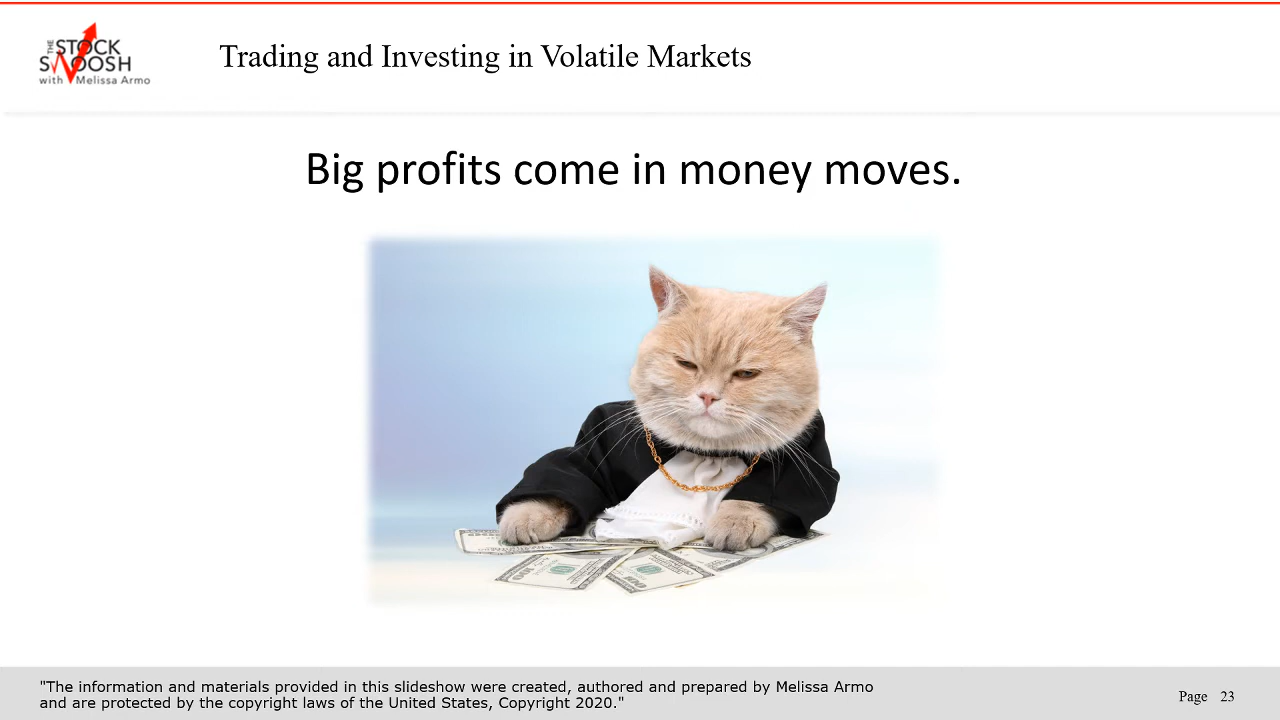 THE
STOCK
SWOOSH
with Melissa Armo
Trading and Investing in Volatile Markets
Big profits come in money moves.
100
"The information and materials provided in this slideshow were created, authored and prepared by Melissa Armo
and are protected by the copyright laws of the United States, Copyright 2020."
Page 23